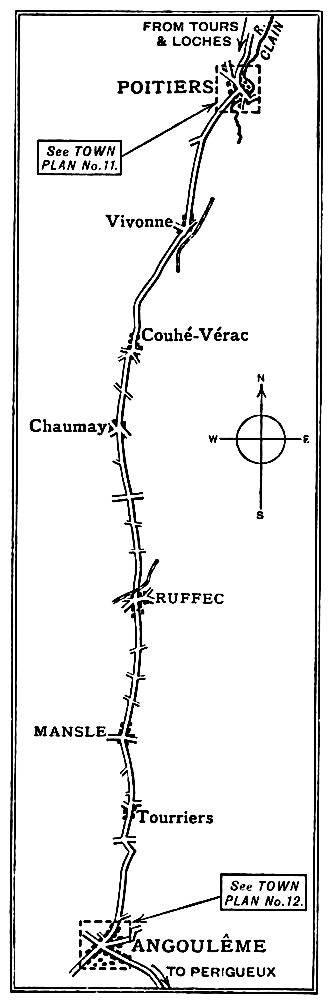 FROM TOURS
& LOCHES
R. CLAIN
POITIERS
See TOWN
PLAN No. 11.
Vivonne
Couhé-Vérac
Chaumay
N
W E
S
RUFFEC
MANSLE
Tourriers
See TOWN
PLAN No. 12.
ANGOULÊME
TO PERIGUEUX